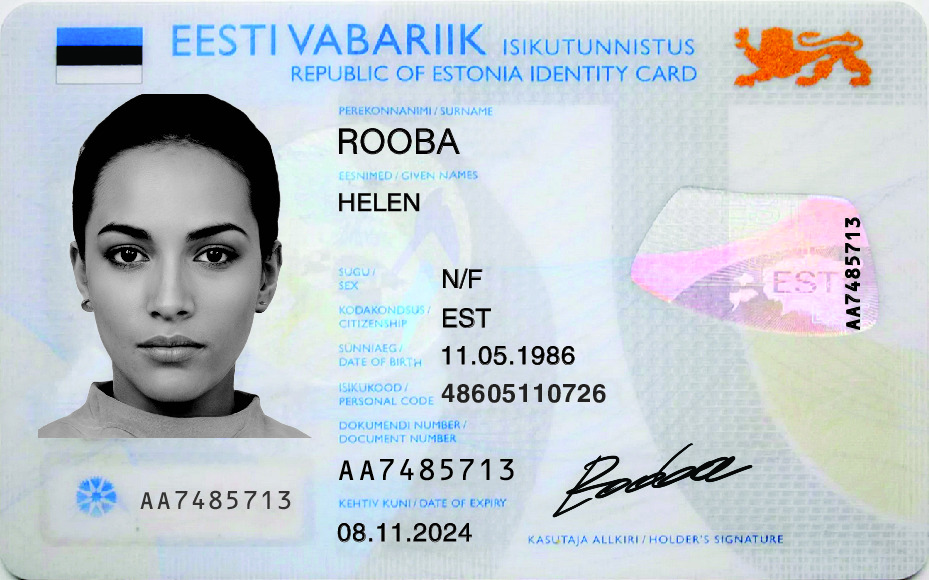 EESTI VABARIIK ISIKUTUNNISTUS
REPUBLIC OF ESTONIA IDENTITY CARD
PEREKONNANIMI / SURNAME
ROOBA
EESNIMED / GIVEN NAMES
HELEN
SUGU /
SEX
N/F
KODAKONDSUS /
CITIZENSHIP
EST
SÜNNIAEG /
DATE OF BIRTH
11.05.1986
ISIKUKOOD /
PERSONAL CODE
48605110726
DOKUMENDI NUMBER /
DOCUMENT NUMBER
AA7485713
KEHTIV KUNI / DATE OF EXPIRY
08.11.2024
AA7485713
EST
AA7485713
Rooba
KASUTAJA ALLKIRI / HOLDER'S SIGNATURE